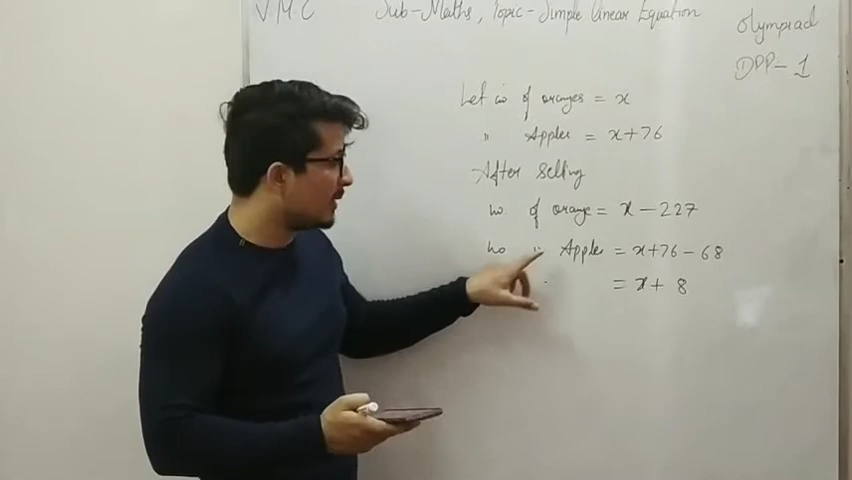 VMC Sub-Maths, Topic-Simple Linear Equation
Olympiad
DPP-1
Let no of oranges = x
" Apples = x+76
After Selling
no. of orange = x - 227
no " Apple = x+76 - 68
= x + 8